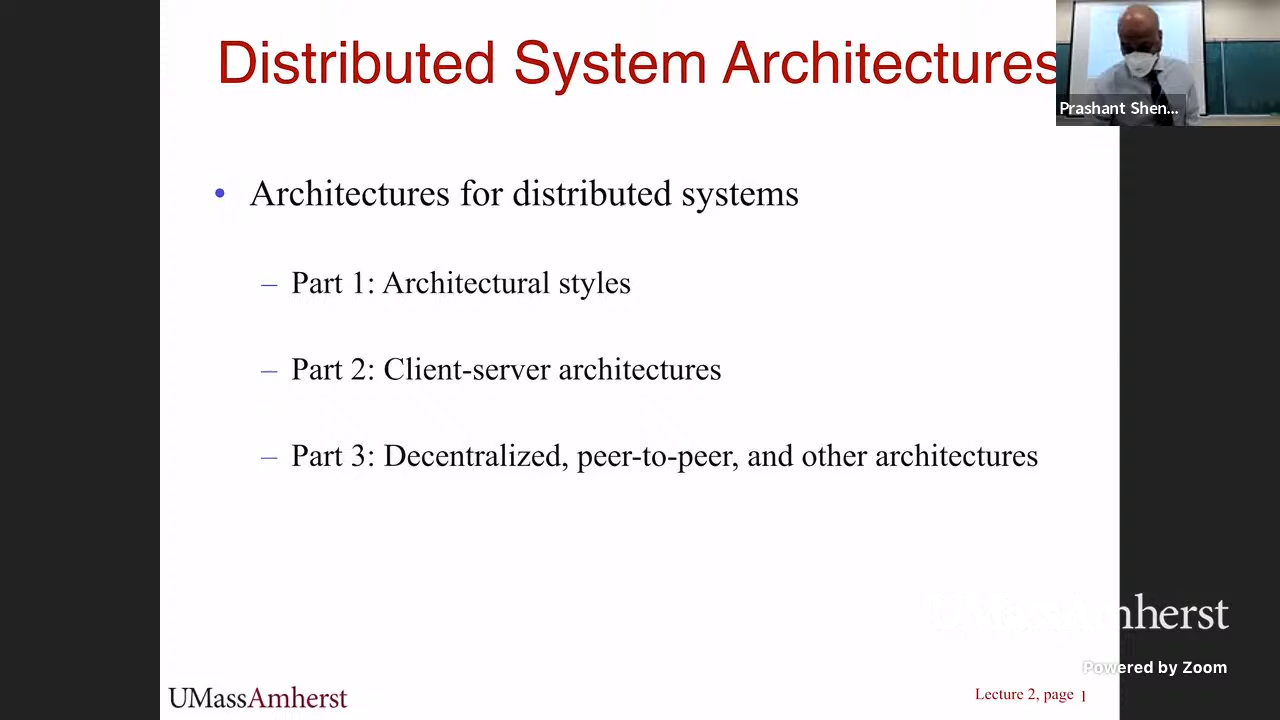 Distributed System Architectures
Prashant Shen...
• Architectures for distributed systems
– Part 1: Architectural styles
– Part 2: Client-server architectures
– Part 3: Decentralized, peer-to-peer, and other architectures
UMassAmherst
Powered by Zoom
UMassAmherst
Lecture 2, page 1